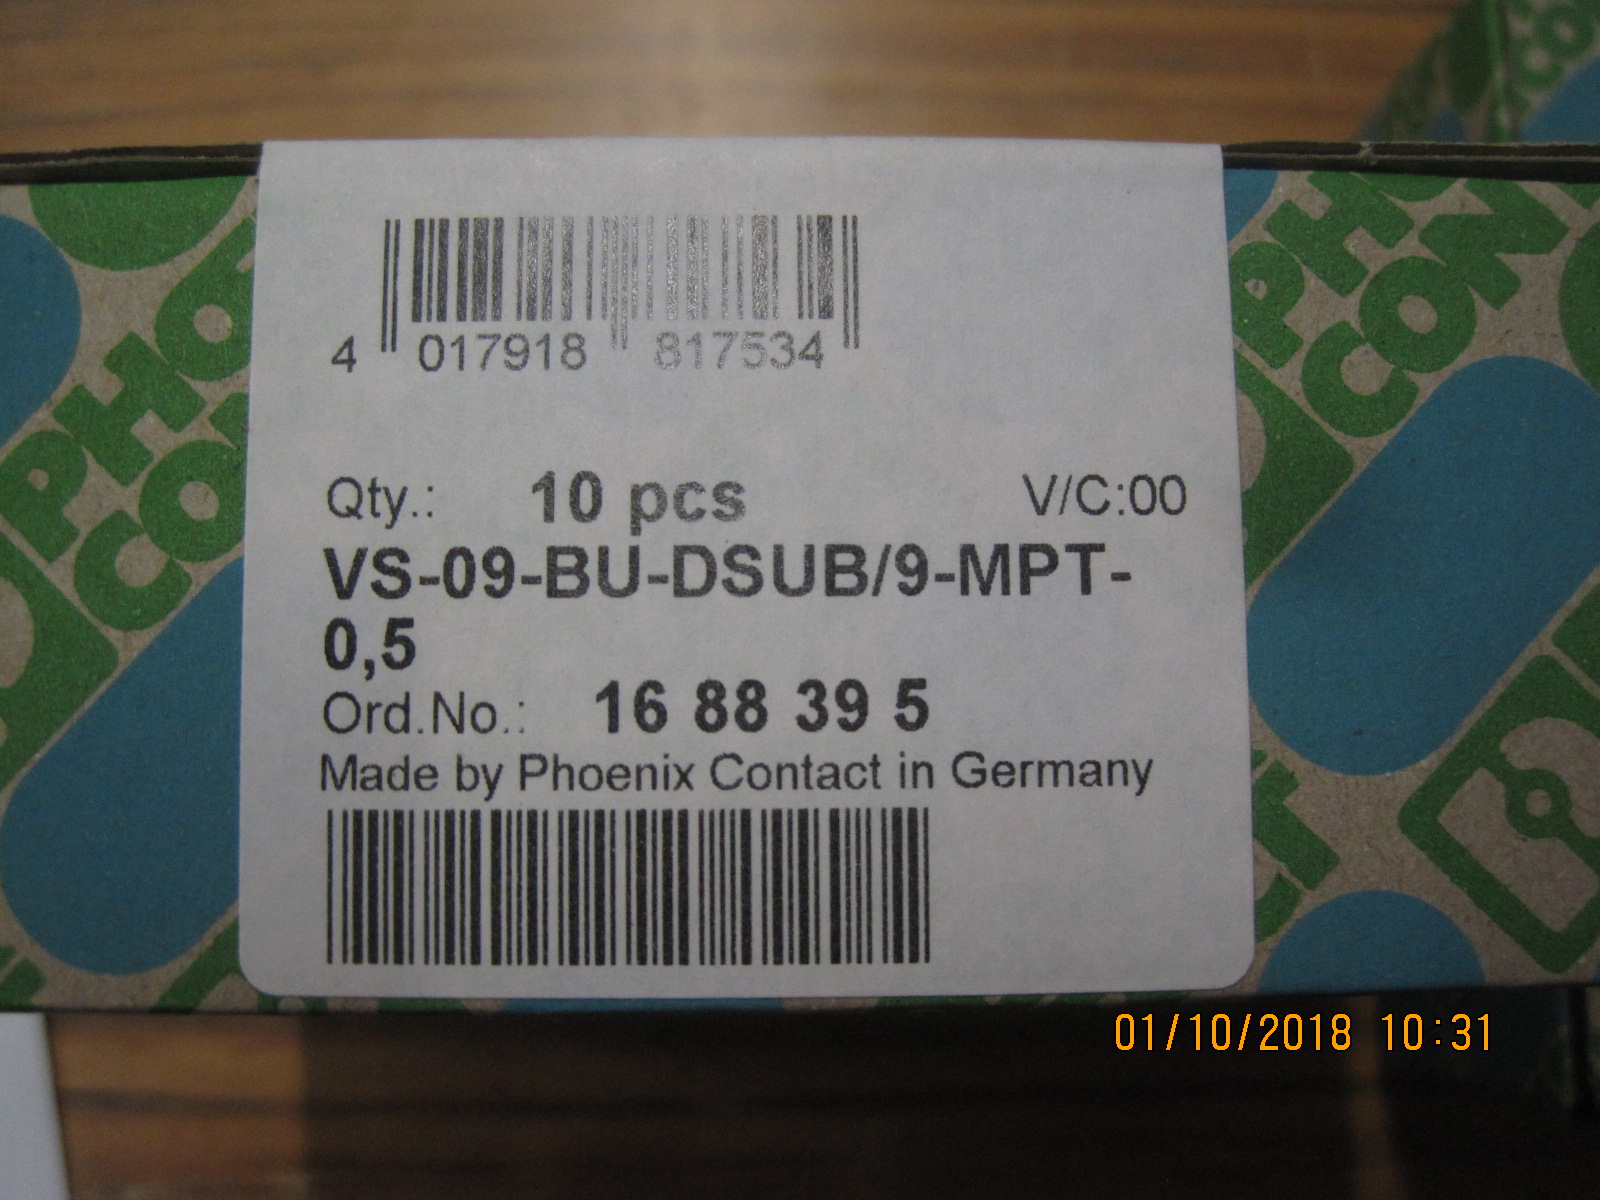 4 017918 817534
Qty.: 10 pcs V/C:00
VS-09-BU-DSUB/9-MPT-
0,5
Ord.No.: 16 88 39 5
Made by Phoenix Contact in Germany
01/10/2018 10:31